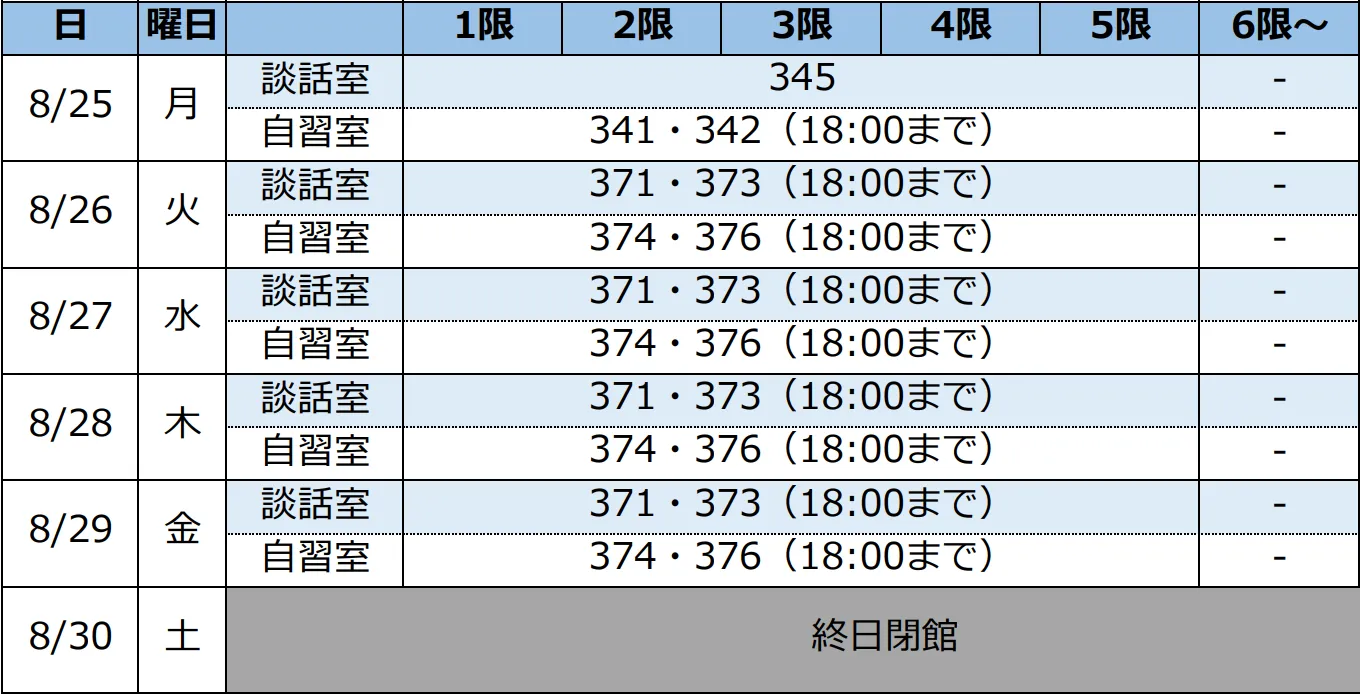 日 曜日 1限 2限 3限 4限 5限 6限～
8/25 月 談話室 345 -
自習室 341・342（18:00まで） -
8/26 火 談話室 371・373（18:00まで） -
自習室 374・376（18:00まで） -
8/27 水 談話室 371・373（18:00まで） -
自習室 374・376（18:00まで） -
8/28 木 談話室 371・373（18:00まで） -
自習室 374・376（18:00まで） -
8/29 金 談話室 371・373（18:00まで） -
自習室 374・376（18:00まで） -
8/30 土 終日閉館